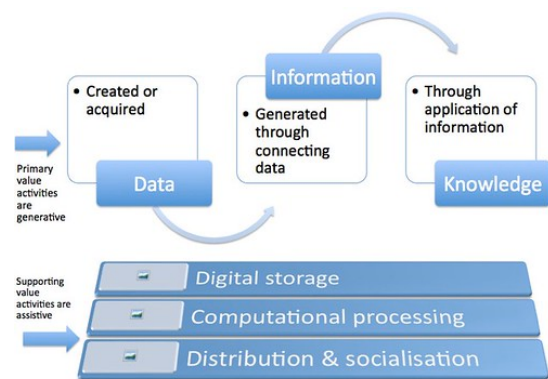 • Created or
acquired
Data
Information
• Generated
through
connecting
data
• Through
application of
information
Knowledge
Primary
value
activities
are
generative
Supporting
value
activities are
assistive
Digital storage
Computational processing
Distribution & socialisation